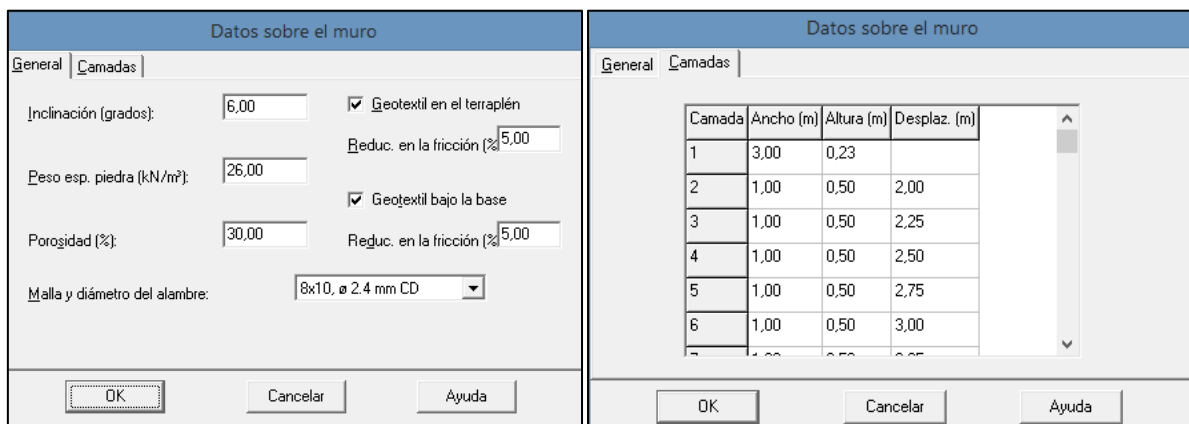 Datos sobre el muro
General Camadas
Inclinación (grados): 6,00
Geotextil en el terraplén
Reduc. en la fricción (% 5,00
Peso esp. piedra (kN/m³): 26,00
Geotextil bajo la base
Porosidad (%): 30,00
Reduc. en la fricción (% 5,00
Malla y diámetro del alambre: 8x10, ø 2.4 mm CD
OK Cancelar Ayuda
Datos sobre el muro
General Camadas
Camada Ancho (m) Altura (m) Desplaz. (m)
1 3,00 0,23
2 1,00 0,50 2,00
3 1,00 0,50 2,25
4 1,00 0,50 2,50
5 1,00 0,50 2,75
6 1,00 0,50 3,00
OK Cancelar Ayuda